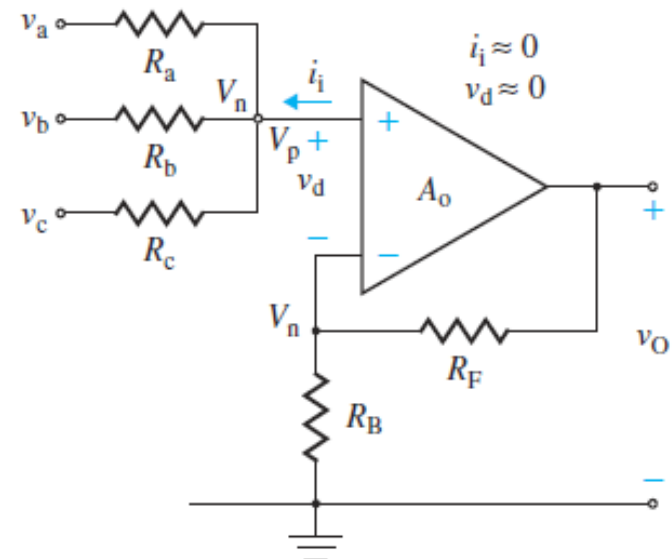 va
Ra
Vn
ii
ii ≈ 0
vd ≈ 0
vb
Rb
Vp +
+
vd
Ao
+
vc
Rc
−
−
Vn
RF
vO
RB
−